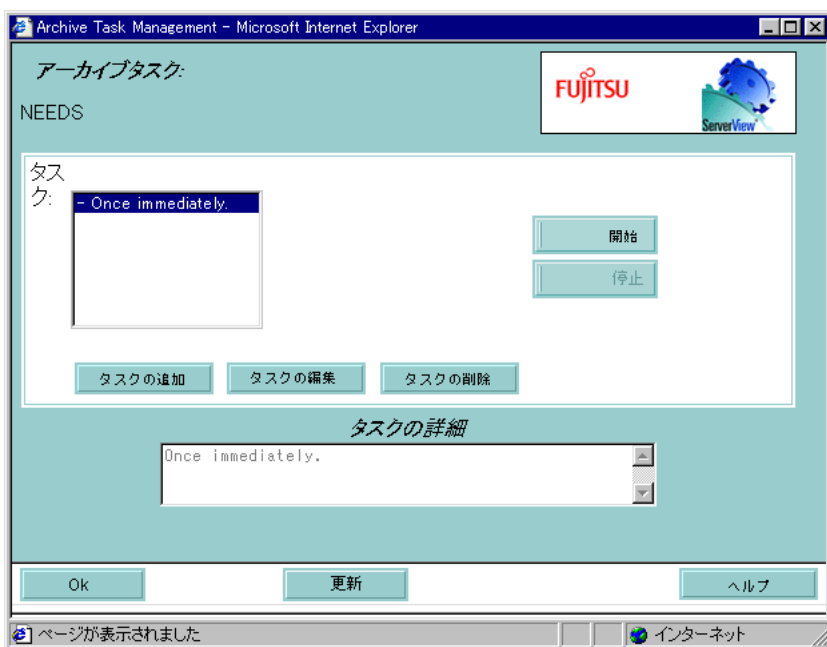 Archive Task Management - Microsoft Internet Explorer
アーカイブタスク:
FUJITSU
ServerView
NEEDS
タス
ク:
- Once immediately.
開始
停止
タスクの追加
タスクの編集
タスクの削除
タスクの詳細
Once immediately.
Ok
更新
ヘルプ
ページが表示されました
インターネット